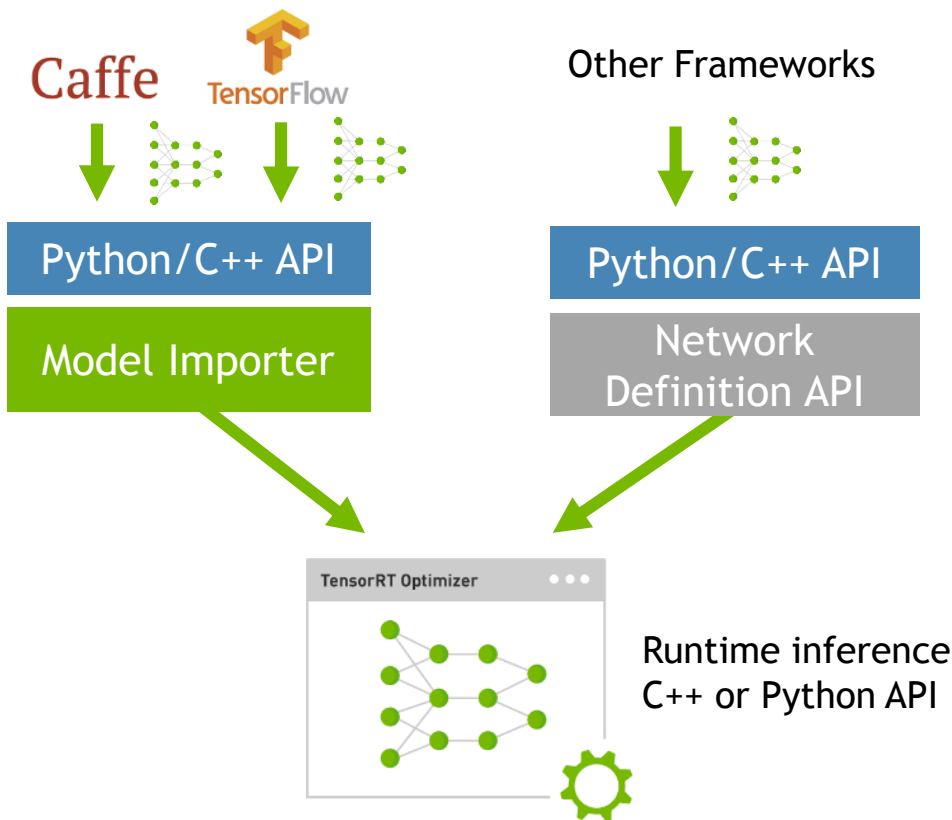 Caffe
TensorFlow
Other Frameworks
Python/C++ API
Python/C++ API
Model Importer
Network
Definition API
TensorRT Optimizer
Runtime inference
C++ or Python API